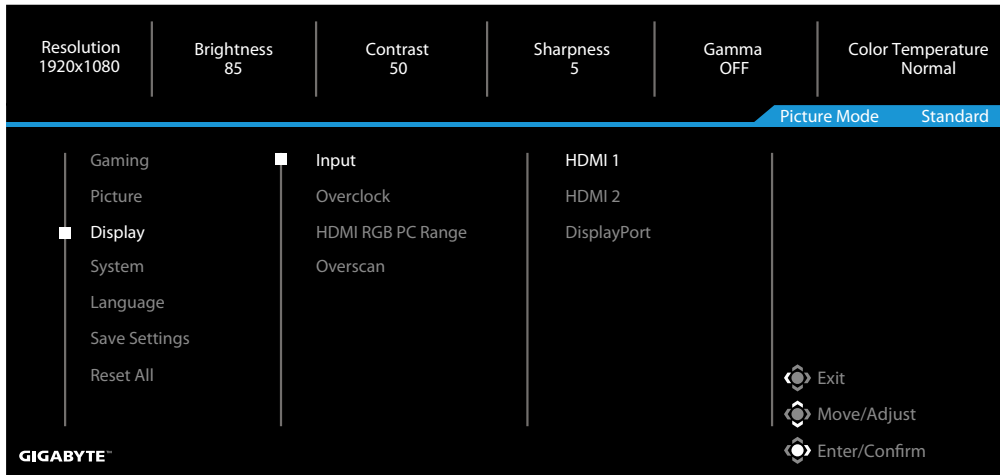 Resolution
1920x1080
Brightness
85
Contrast
50
Sharpness
5
Gamma
OFF
Color Temperature
Normal
Picture Mode Standard
Gaming
Picture
Display
System
Language
Save Settings
Reset All
Input
Overclock
HDMI RGB PC Range
Overscan
HDMI 1
HDMI 2
DisplayPort
Exit
Move/Adjust
Enter/Confirm
GIGABYTE™